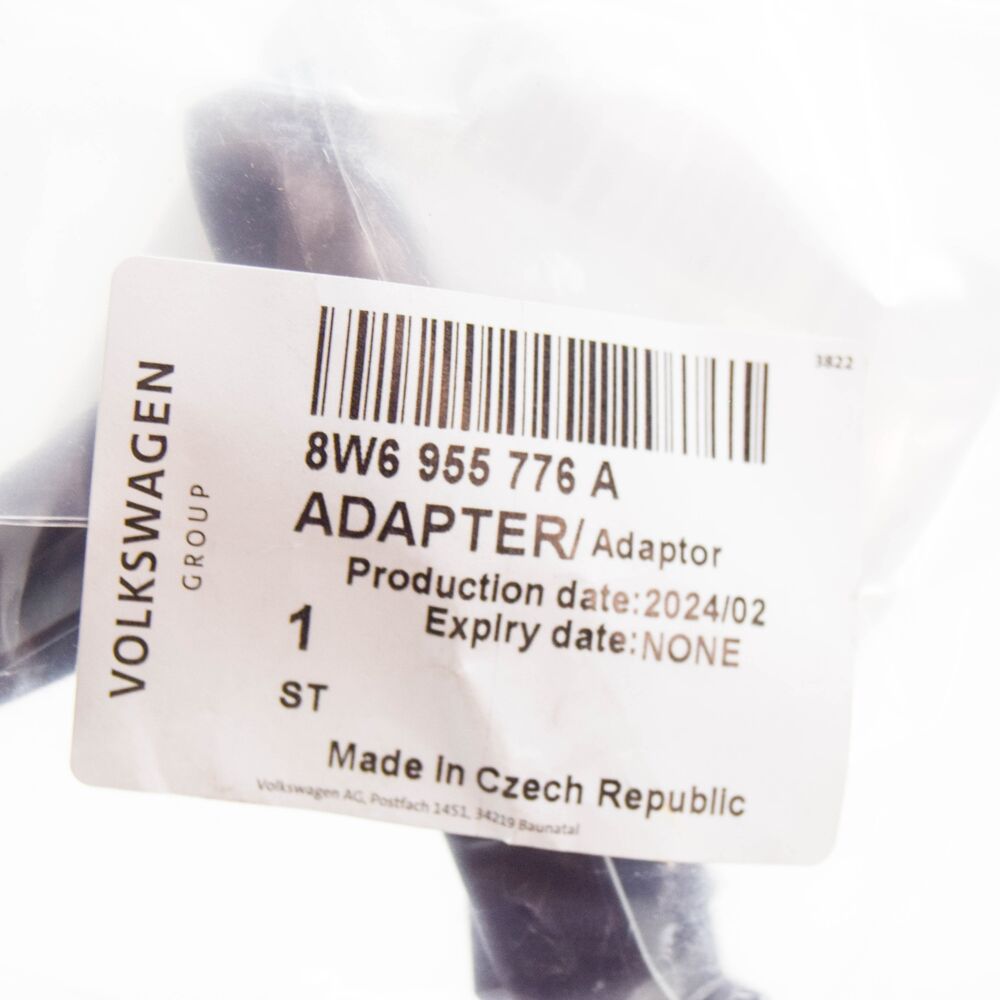 3822
VOLKSWAGEN
GROUP
8W6 955 776 A
ADAPTER/ Adaptor
Production date:2024/02
Expiry date:NONE
1
ST
Made in Czech Republic
Volkswagen AG, Postfach 1451, 34219 Baunatal